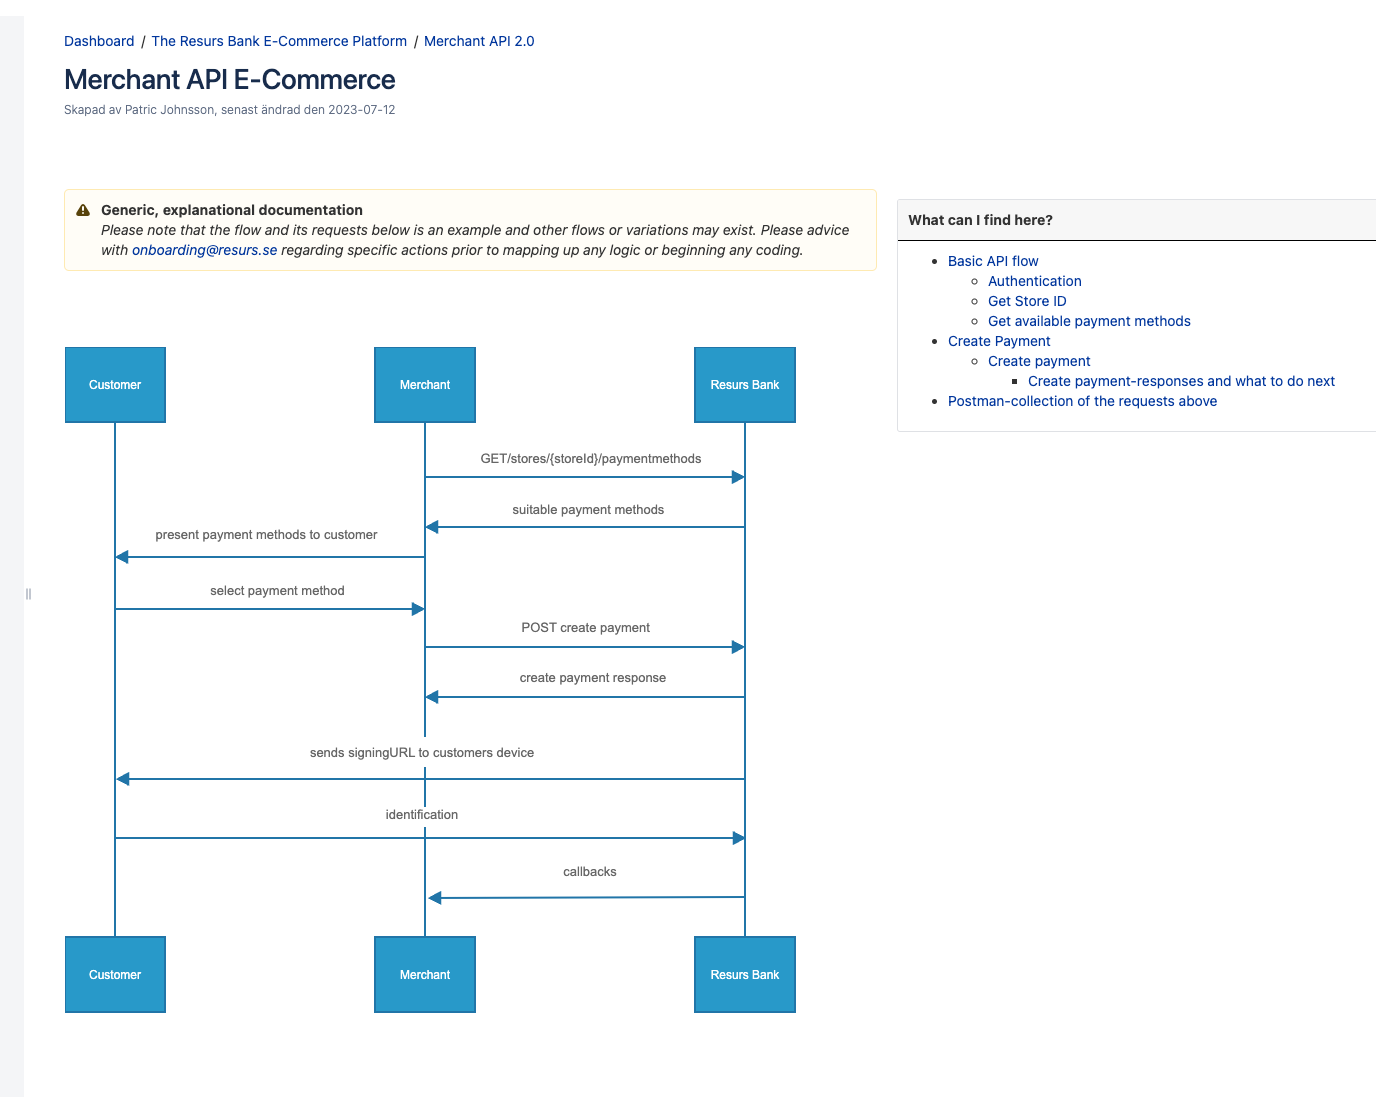 Dashboard / The Resurs Bank E-Commerce Platform / Merchant API 2.0
Merchant API E-Commerce
Skapad av Patric Johnsson, senast ändrad den 2023-07-12
Generic, explanational documentation
Please note that the flow and its requests below is an example and other flows or variations may exist. Please advice
with onboarding@resurs.se regarding specific actions prior to mapping up any logic or beginning any coding.
What can I find here?
Basic API flow
Authentication
Get Store ID
Get available payment methods
Create Payment
Create payment
Create payment-responses and what to do next
Postman-collection of the requests above
Customer
Merchant
Resurs Bank
GET/stores/{storeId}/paymentmethods
suitable payment methods
present payment methods to customer
select payment method
POST create payment
create payment response
sends signingURL to customers device
identification
callbacks
Customer
Merchant
Resurs Bank